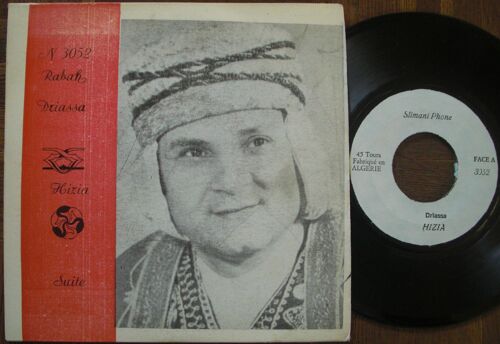 N 3052
Rabah
Driassa
Hizia
Suite
Slimani Phone
45 Tours
Fabriqué en
ALGERIE
FACE A
3052
Driassa
HIZIA